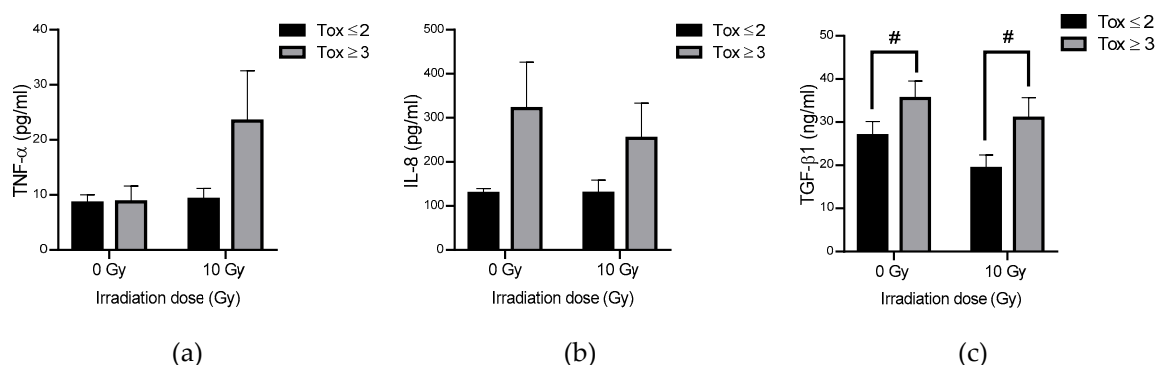 Tox ≤ 2
Tox ≥ 3
TNF-α (pg/ml)
40
30
20
10
0
0 Gy
10 Gy
Irradiation dose (Gy)
(a)
Tox ≤ 2
Tox ≥ 3
IL-8 (pg/ml)
500
400
300
200
100
0
0 Gy
10 Gy
Irradiation dose (Gy)
(b)
Tox ≤ 2
Tox ≥ 3
TGF-β1 (ng/ml)
50
40
30
20
10
0
#
#
0 Gy
10 Gy
Irradiation dose (Gy)
(c)